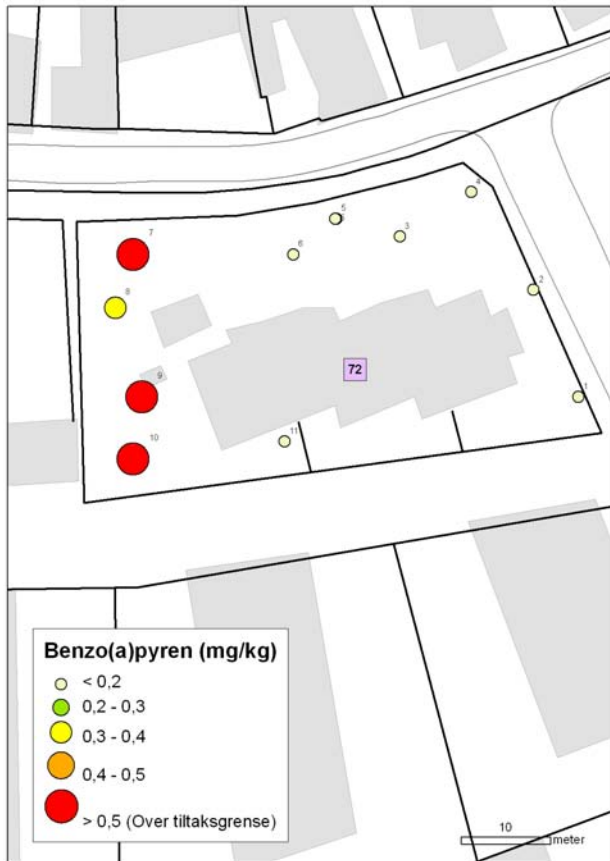 4
5
7
3
6
2
8
72
9
1
11
10
Benzo(a)pyren (mg/kg)
< 0,2
0,2 - 0,3
0,3 - 0,4
0,4 - 0,5
> 0,5 (Over tiltaksgrense)
10
meter